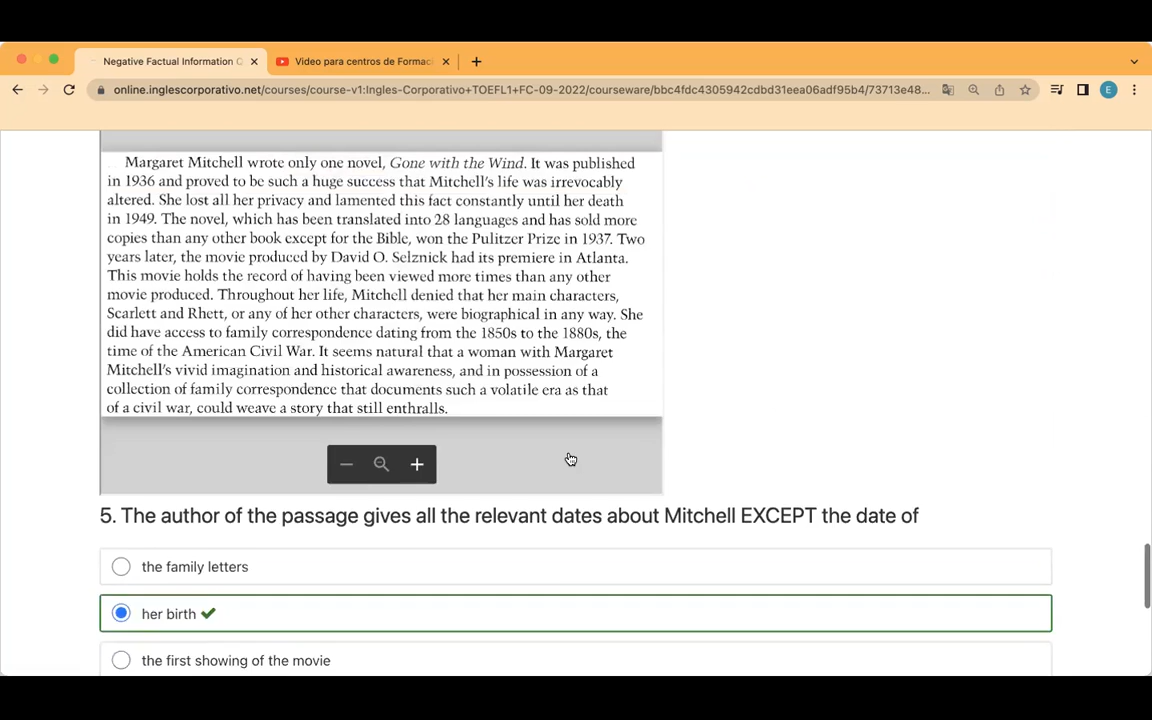 Negative Factual Information Q
Video para centros de Formac
online.inglescorporativo.net/courses/course-v1:Ingles-Corporativo+TOEFL1+FC-09-2022/courseware/bbc4fdc4305942cdbd31eea06adf95b4/73713e48...
E
Margaret Mitchell wrote only one novel, Gone with the Wind. It was published
in 1936 and proved to be such a huge success that Mitchell's life was irrevocably
altered. She lost all her privacy and lamented this fact constantly until her death
in 1949. The novel, which has been translated into 28 languages and has sold more
copies than any other book except for the Bible, won the Pulitzer Prize in 1937. Two
years later, the movie produced by David O. Selznick had its premiere in Atlanta.
This movie holds the record of having been viewed more times than any other
movie produced. Throughout her life, Mitchell denied that her main characters,
Scarlett and Rhett, or any of her other characters, were biographical in any way. She
did have access to family correspondence dating from the 1850s to the 1880s, the
time of the American Civil War. It seems natural that a woman with Margaret
Mitchell's vivid imagination and historical awareness, and in possession of a
collection of family correspondence that documents such a volatile era as that
of a civil war, could weave a story that still enthralls.
5. The author of the passage gives all the relevant dates about Mitchell EXCEPT the date of
the family letters
her birth
the first showing of the movie